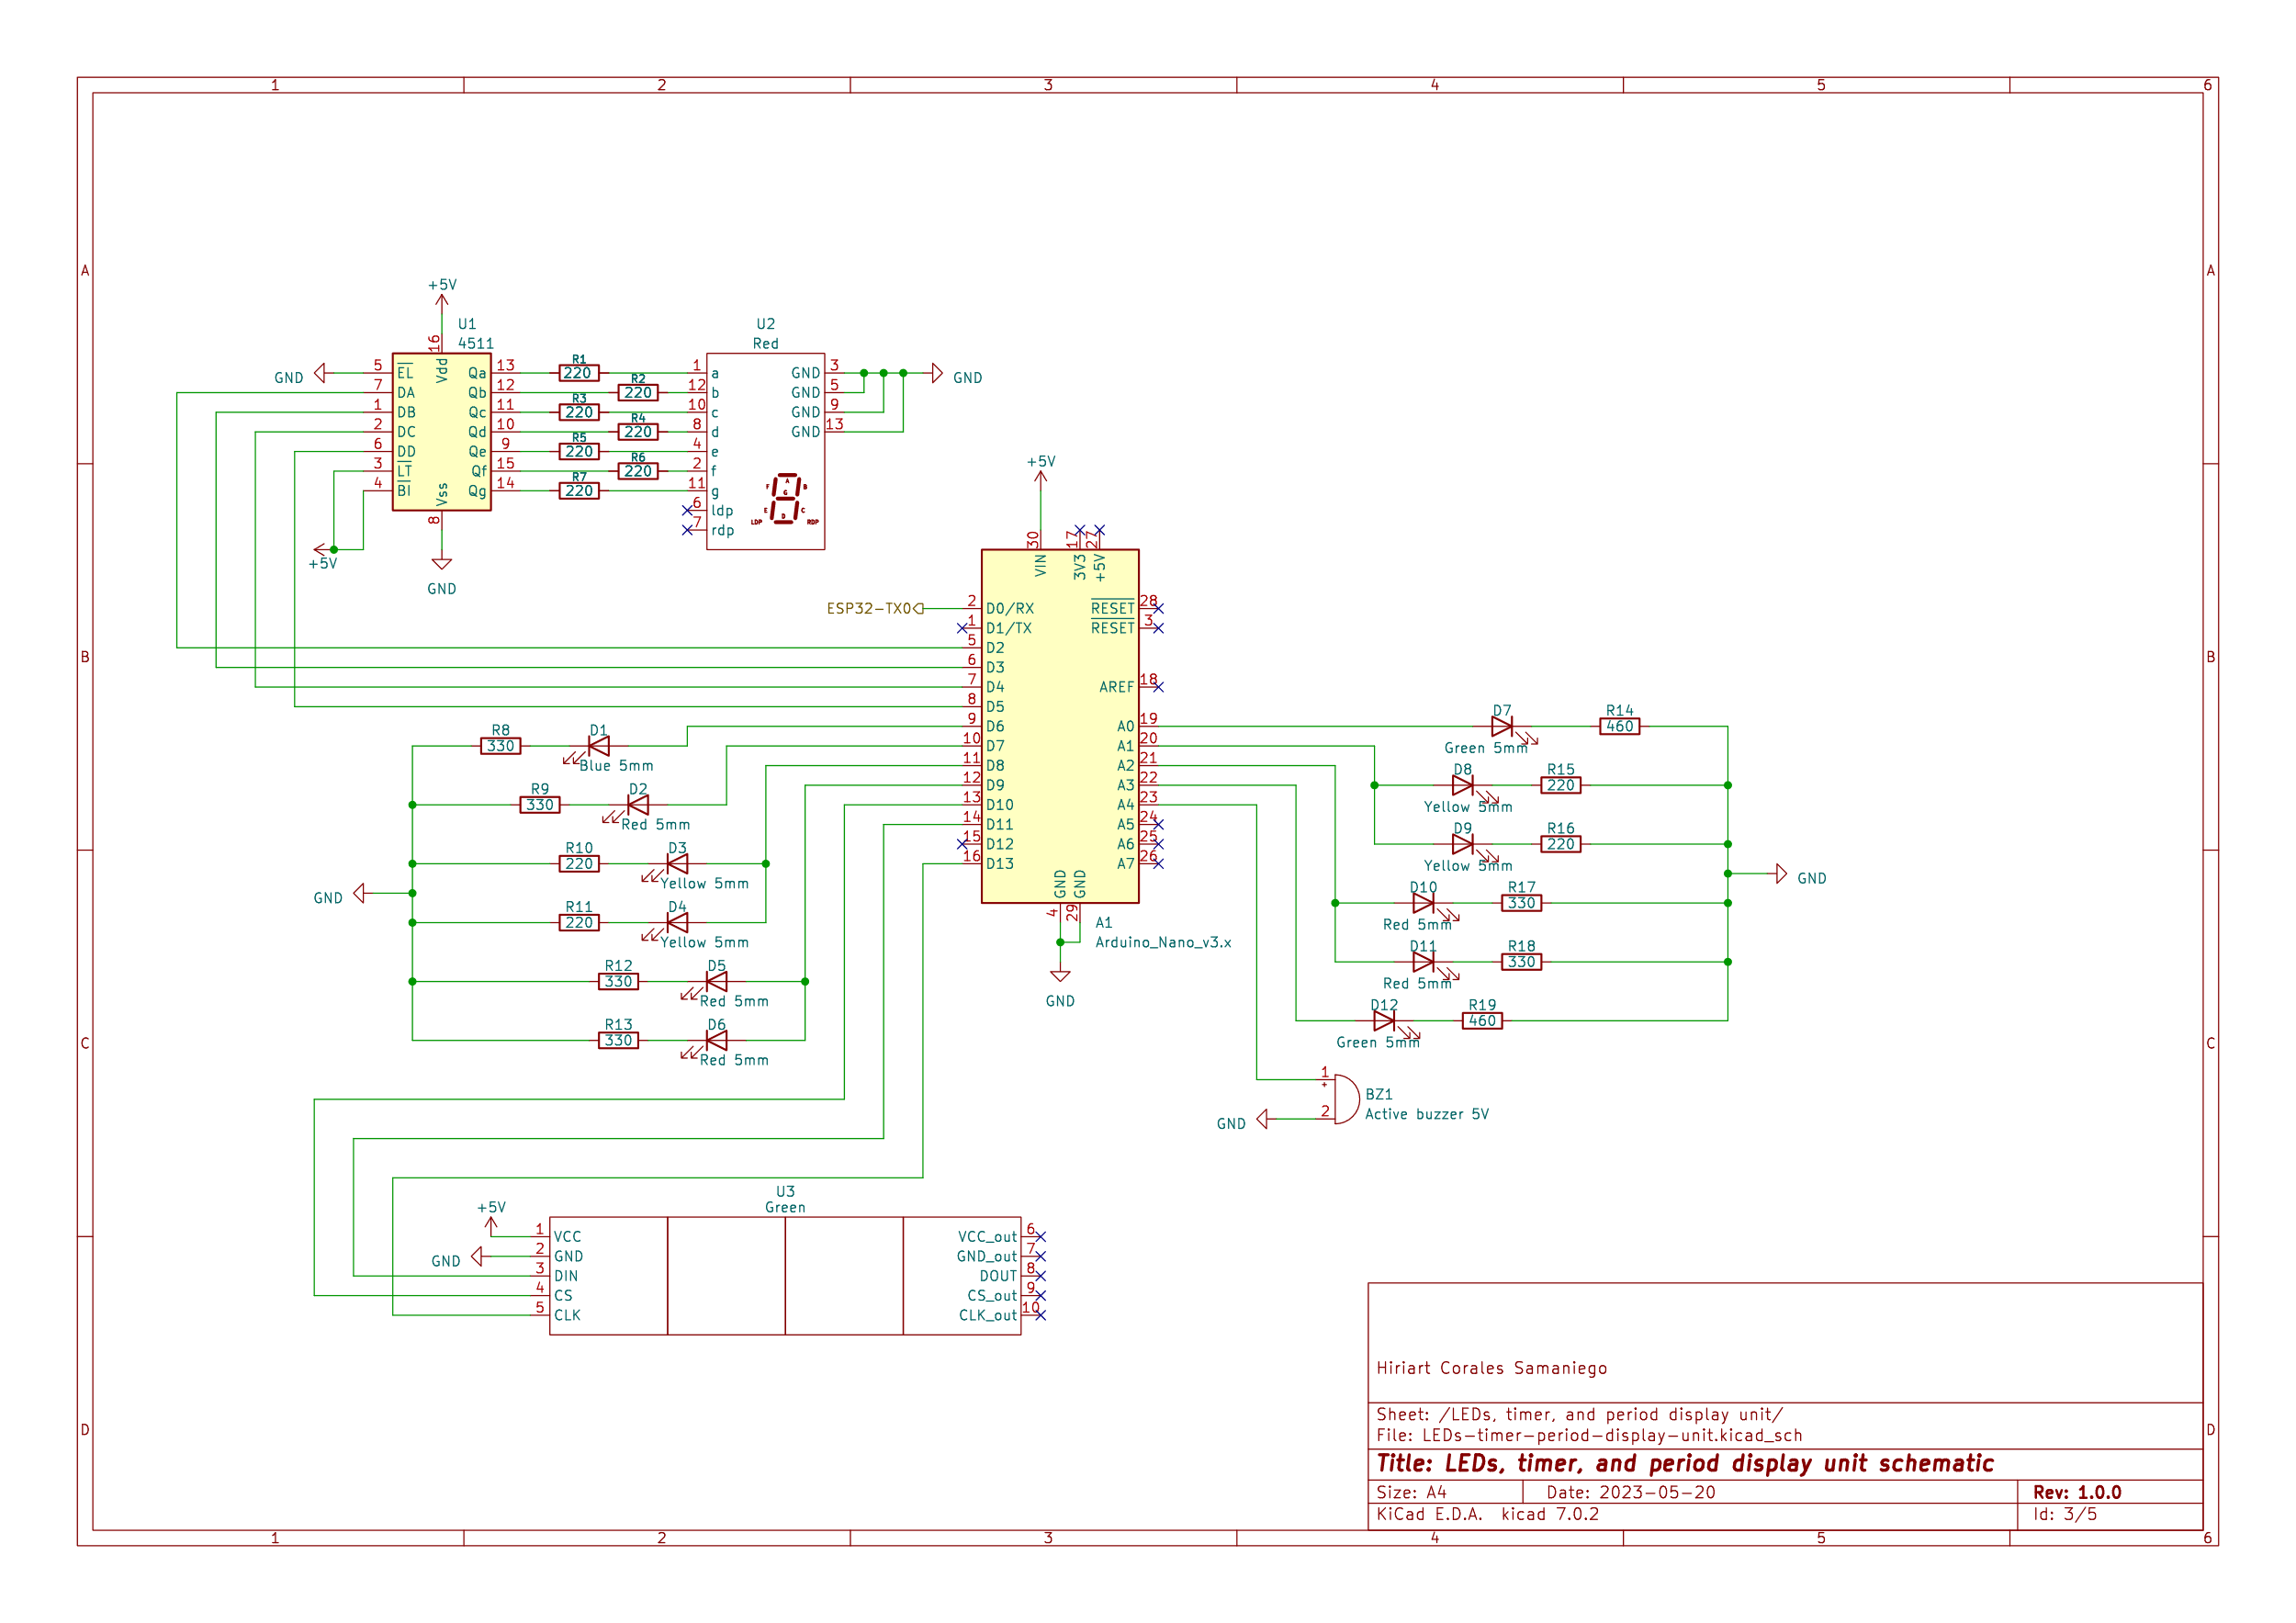 1 2 3 4 5 6
A A
+5V
U1
4511
U2
Red
16
Vdd
GND
5 EL Qa 13 R1 220 1 a GND 3 GND
7 DA Qb 12 R2 220 12 b GND 5
1 DB Qc 11 R3 220 10 c GND 9
2 DC Qd 10 R4 220 8 d GND 13
6 DD Qe 9 R5 220 4 e
3 LT Qf 15 R6 220 2 f
4 BI Qg 14 R7 220 11 g
6 ldp
7 rdp
A
F B
G
E C
D
LDP RDP
Vss
8
+5V
GND
+5V
30 17 27
VIN 3V3 +5V
ESP32-TX0
2 D0/RX RESET 28
1 D1/TX RESET 3
5 D2
6 D3
B B
7 D4 AREF 18
8 D5
9 D6 A0 19
10 D7 A1 20
11 D8 A2 21
12 D9 A3 22
13 D10 A4 23
14 D11 A5 24
15 D12 A6 25
16 D13 A7 26
GND GND
4 29
A1
Arduino_Nano_v3.x
GND
R8 D1
330
Blue 5mm
R9 D2
330
Red 5mm
R10 D3
220
Yellow 5mm
GND
R11 D4
220
Yellow 5mm
R12 D5
330
Red 5mm
R13 D6
330
Red 5mm
D7 R14
460
Green 5mm
D8 R15
220
Yellow 5mm
D9 R16
220
Yellow 5mm
GND
D10 R17
330
Red 5mm
D11 R18
330
Red 5mm
D12 R19
460
Green 5mm
C C
1
+
BZ1
2
Active buzzer 5V
GND
U3
Green
+5V
GND
1 VCC VCC_out 6
2 GND GND_out 7
3 DIN DOUT 8
4 CS CS_out 9
5 CLK CLK_out 10
Hiriart Corales Samaniego
Sheet: /LEDs, timer, and period display unit/
File: LEDs-timer-period-display-unit.kicad_sch
D D
Title: LEDs, timer, and period display unit schematic
Size: A4 Date: 2023-05-20 Rev: 1.0.0
KiCad E.D.A. kicad 7.0.2 Id: 3/5
1 2 3 4 5 6